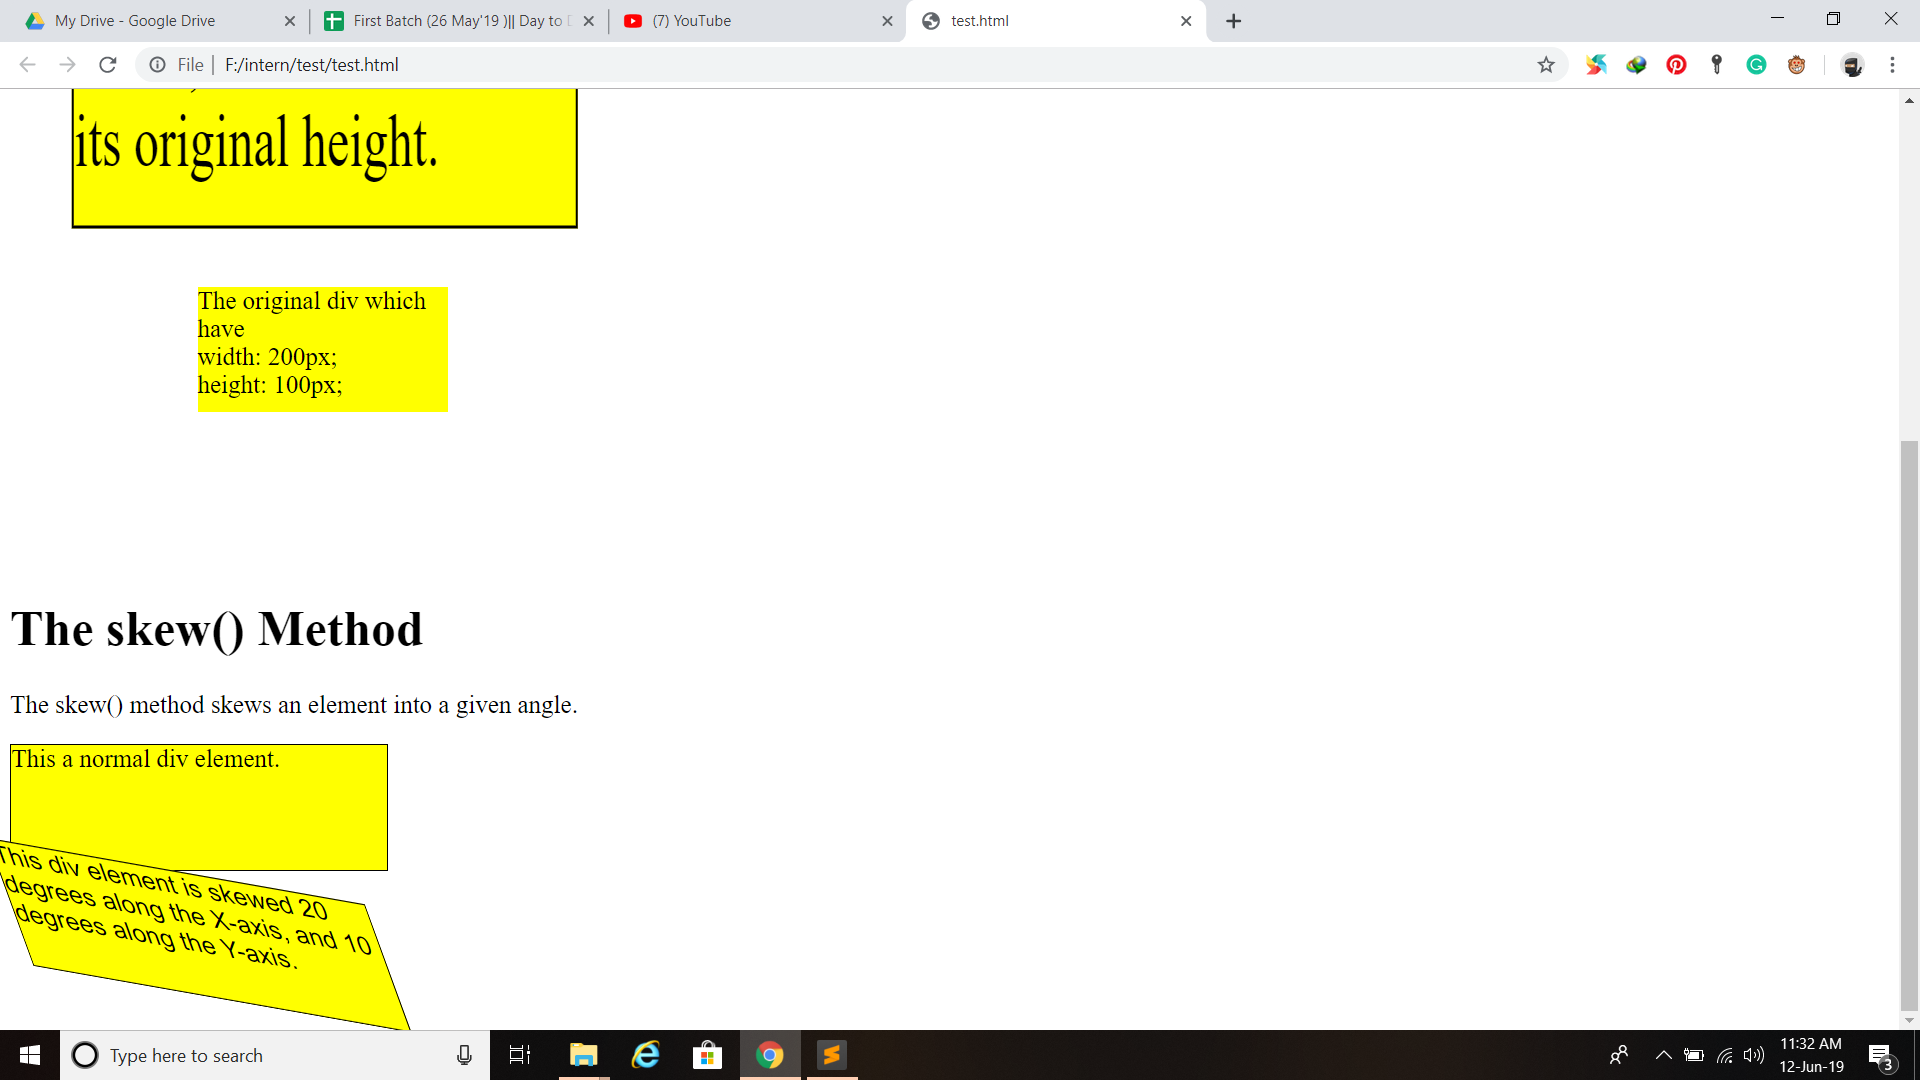 My Drive - Google Drive
First Batch (26 May'19 )|| Day to D
(7) YouTube
test.html
File | F:/intern/test/test.html
its original height.
The original div which
have
width: 200px;
height: 100px;
The skew() Method
The skew() method skews an element into a given angle.
This a normal div element.
This div element is skewed 20
degrees along the X-axis, and 10
degrees along the Y-axis.
Type here to search
11:32 AM
12-Jun-19
3